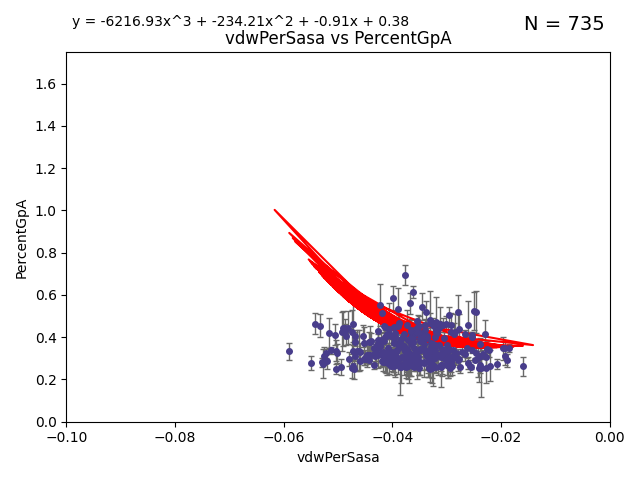 y = -6216.93x^3 + -234.21x^2 + -0.91x + 0.38
N = 735
vdwPerSasa vs PercentGpA
PercentGpA
1.6
1.4
1.2
1.0
0.8
0.6
0.4
0.2
0.0
−0.10 −0.08 −0.06 −0.04 −0.02 0.00
vdwPerSasa